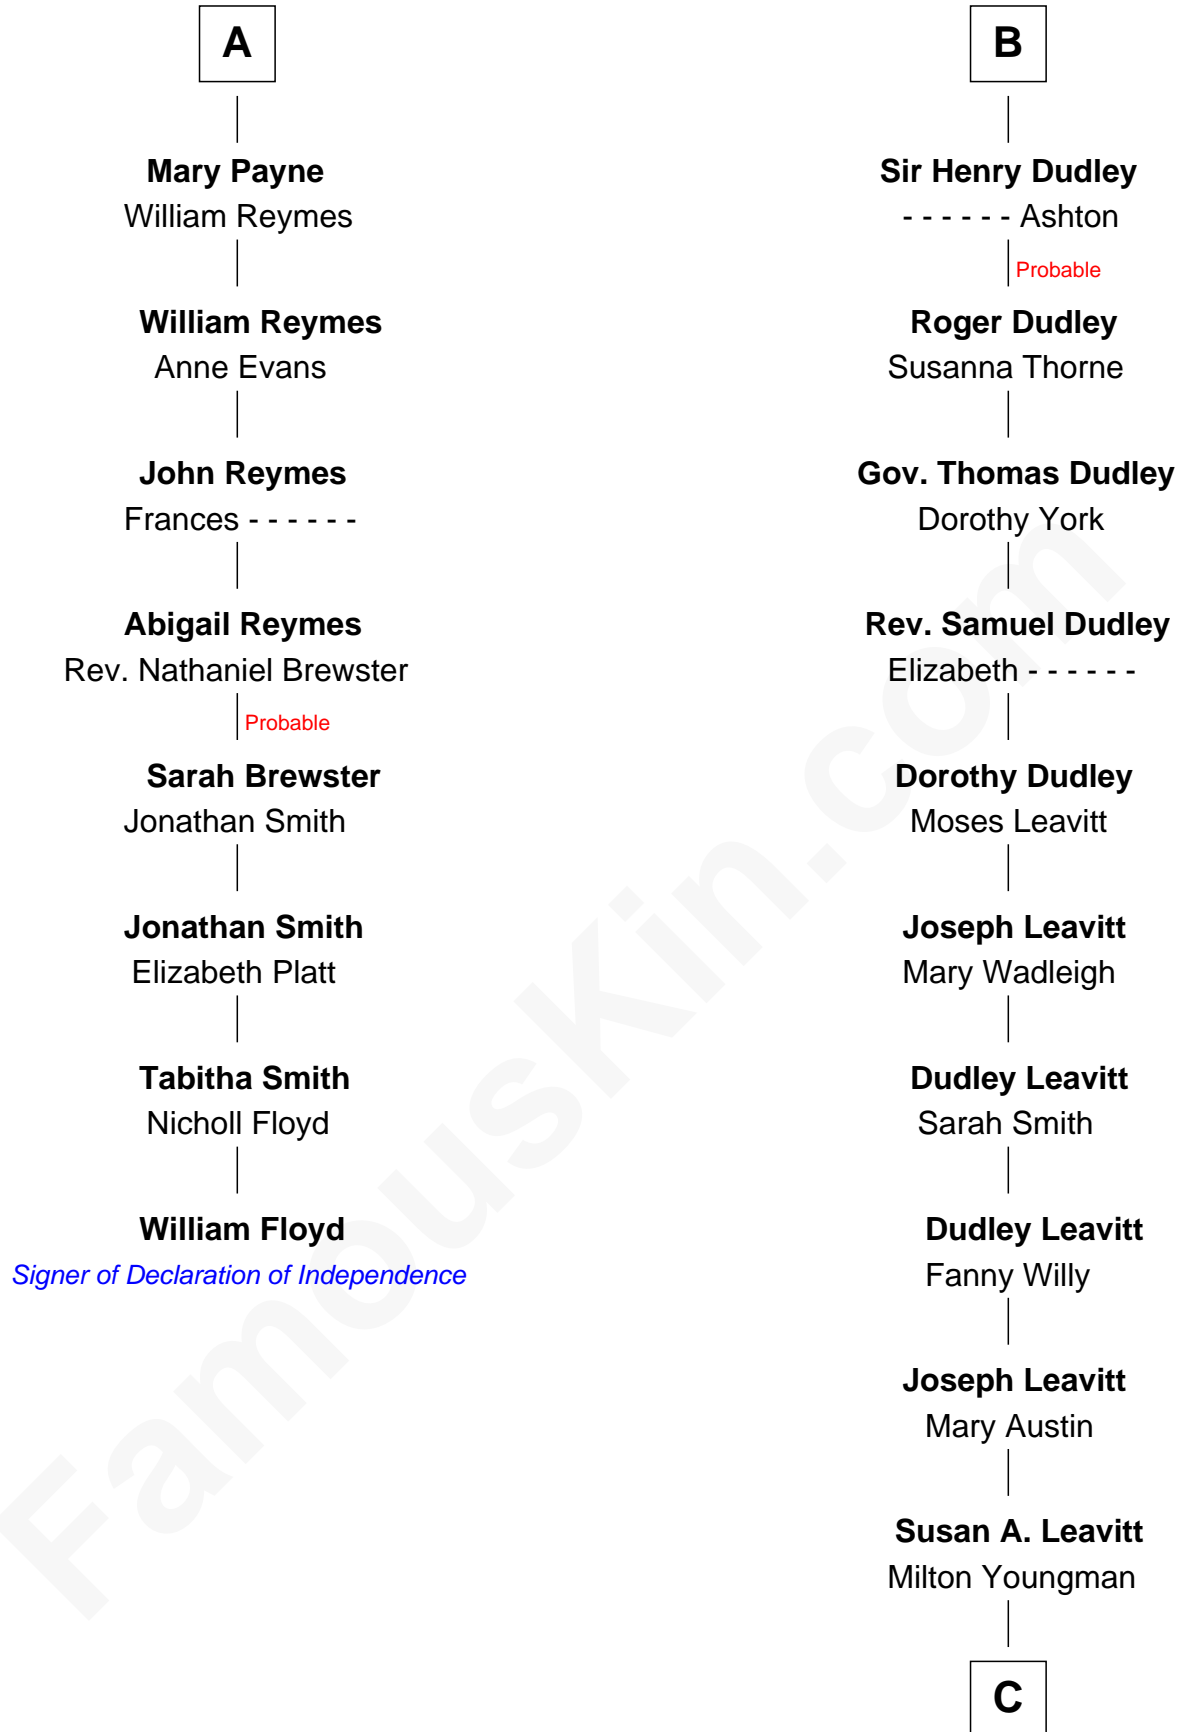 A
Mary Payne
William Reymes
William Reymes
Anne Evans
John Reymes
Frances - - - - - -
Abigail Reymes
Rev. Nathaniel Brewster
Probable
Sarah Brewster
Jonathan Smith
Jonathan Smith
Elizabeth Platt
Tabitha Smith
Nicholl Floyd
William Floyd
Signer of Declaration of Independence
B
Sir Henry Dudley
- - - - - - Ashton
Probable
Roger Dudley
Susanna Thorne
Gov. Thomas Dudley
Dorothy York
Rev. Samuel Dudley
Elizabeth - - - - - -
Dorothy Dudley
Moses Leavitt
Joseph Leavitt
Mary Wadleigh
Dudley Leavitt
Sarah Smith
Dudley Leavitt
Fanny Willy
Joseph Leavitt
Mary Austin
Susan A. Leavitt
Milton Youngman
C
FamousKin.com